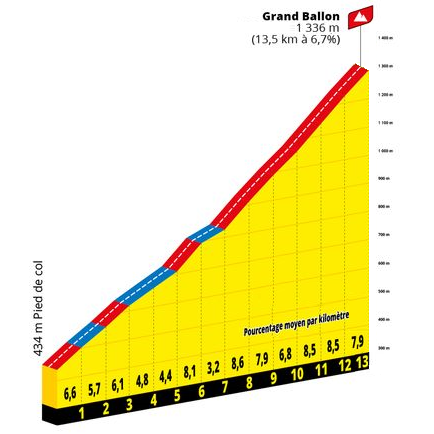 Grand Ballon
1 336 m
(13,5 km à 6,7%)
1 400 m
1 300 m
1 200 m
1 100 m
1 000 m
900 m
800 m
700 m
600 m
500 m
400 m
300 m
434 m Pied de col
Pourcentage moyen par kilomètre
6,6 5,7 6,1 4,8 4,4 8,1 3,2 8,6 7,9 6,8 8,5 8,5 7,9
1 2 3 4 5 6 7 8 9 10 11 12 13